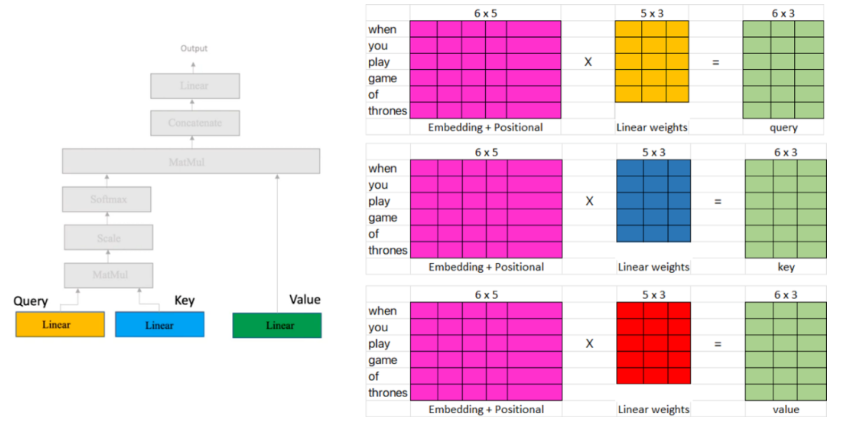 Output
Linear
Concatenate
MatMul
Softmax
Scale
MatMul
Query Key Value
Linear Linear Linear
6 x 5 5 x 3 6 x 3
when
you
play X =
game
of
thrones
Embedding + Positional Linear weights query
6 x 5 5 x 3 6 x 3
when
you
play X =
game
of
thrones
Embedding + Positional Linear weights key
6 x 5 5 x 3 6 x 3
when
you
play X =
game
of
thrones
Embedding + Positional Linear weights value